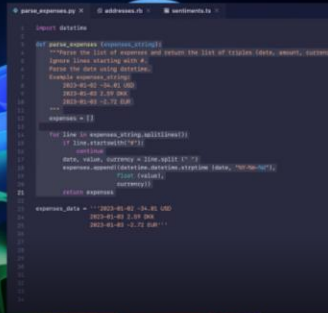 parse_expenses.py addresses.rb sentiments.ts
import datetime
def parse_expenses (expenses_string):
"""Parse the list of expenses and return the list of triples (date, amount, currency
Ignore lines starting with #.
Parse the date using datetime.
Example expenses_string:
2023-01-02 -34.01 USD
2023-01-03 2.59 DKK
2023-01-03 -2.72 EUR
"""
expenses = []
for line in expenses_string.splitlines():
if line.startswith("#"):
continue
date, value, currency = line.split (" ")
expenses.append((datetime.datetime.strptime (date, "%Y-%m-%d"),
float (value),
currency))
return expenses
expenses_data = '''2023-01-02 -34.01 USD
2023-01-03 2.59 DKK
2023-01-03 -2.72 EUR'''